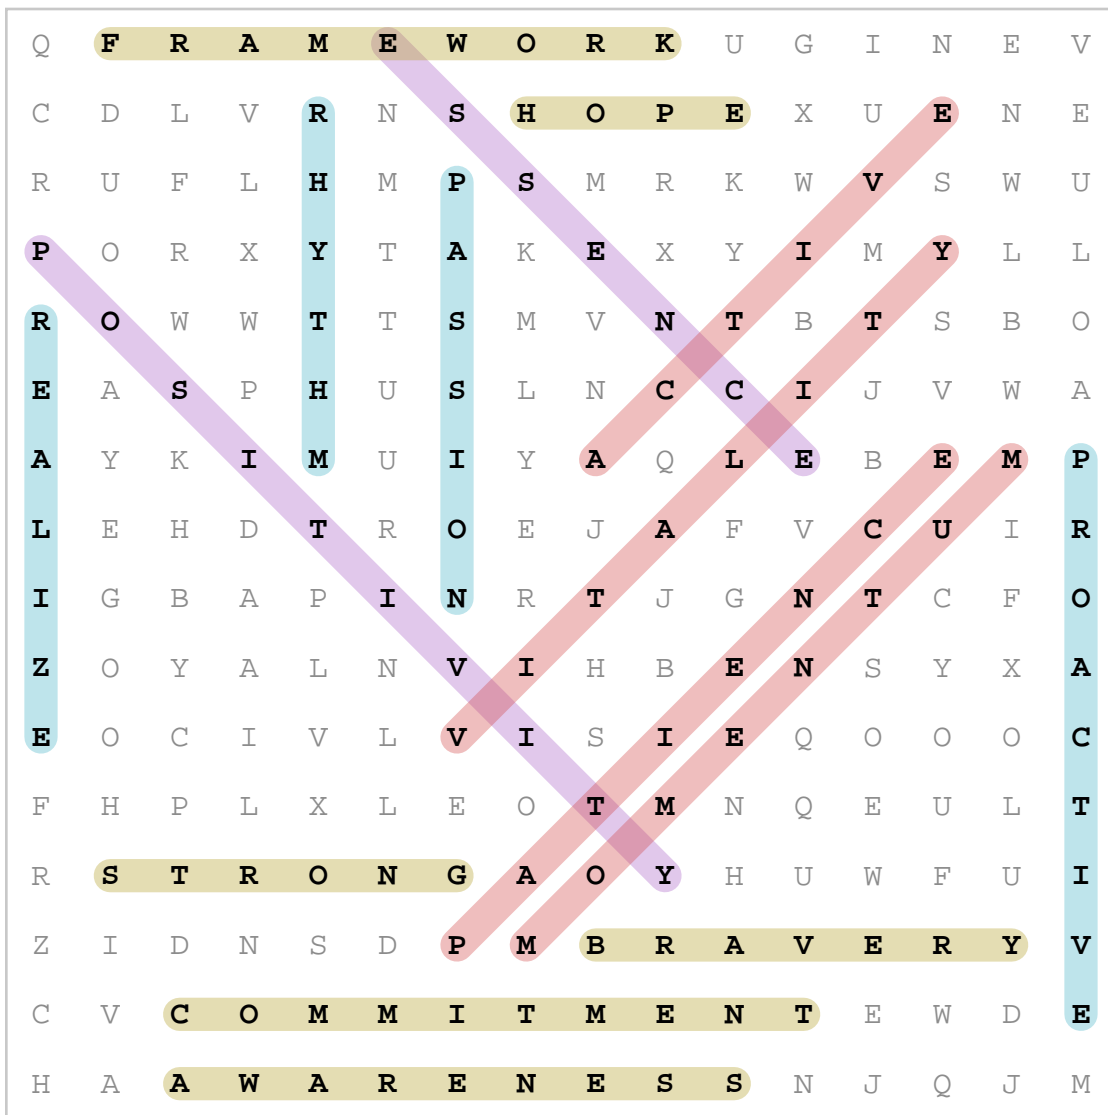 Q F R A M E W O R K U G I N E V
C D L V R N S H O P E X U E N E
R U F L H M P S M R K W V S W U
P O R X Y T A K E X Y I M Y L L
R O W W T T S M V N T B T S B O
E A S P H U S L N C C I J V W A
A Y K I M U I Y A Q L E B E M P
L E H D T R O E J A F V C U I R
I G B A P I N R T J G N T C F O
Z O Y A L N V I H B E N S Y X A
E O C I V L V I S I E Q O O O C
F H P L X L E O T M N Q E U L T
R S T R O N G A O Y H U W F U I
Z I D N S D P M B R A V E R Y V
C V C O M M I T M E N T E W D E
H A A W A R E N E S S N J Q J M